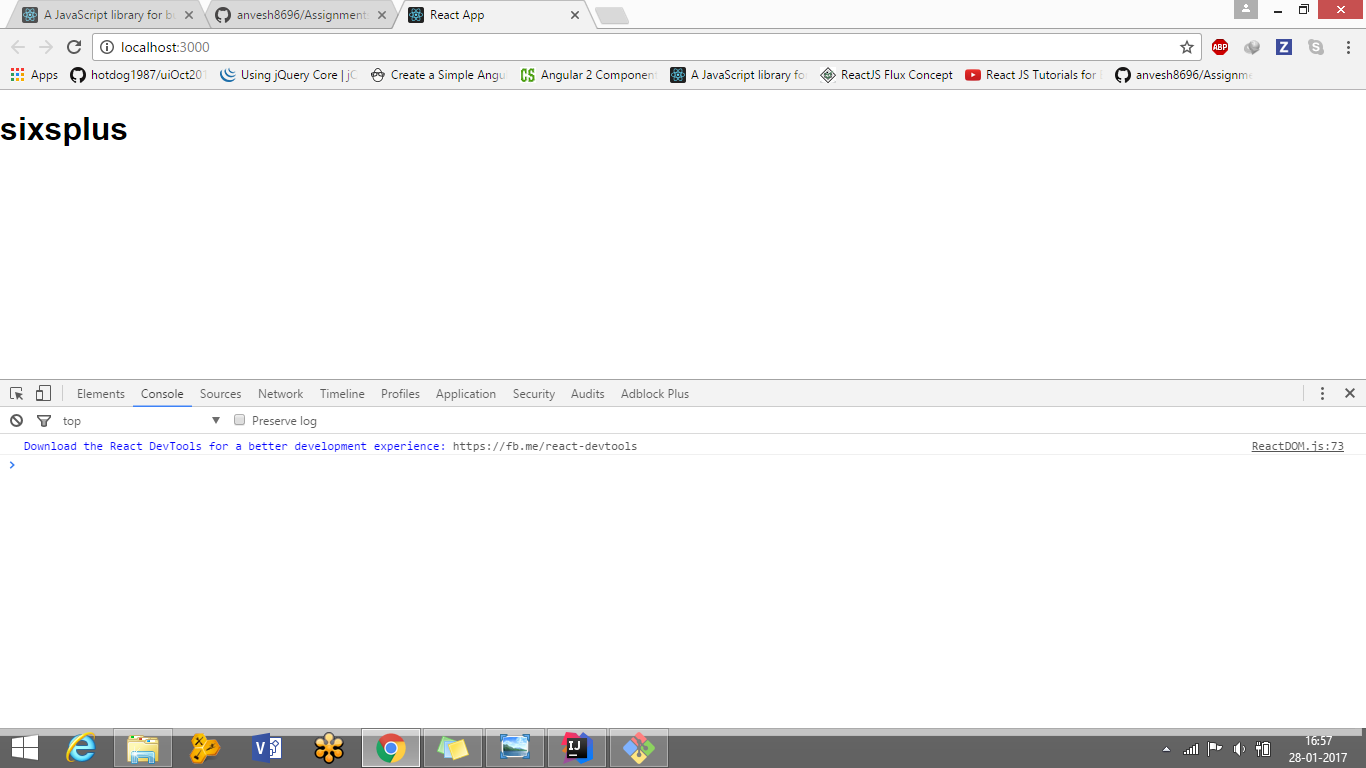 A JavaScript library for b
anvesh8696/Assignment
React App
localhost:3000
Apps
hotdog1987/uiOct201
Using jQuery Core | jC
Create a Simple Angu
Angular 2 Component
A JavaScript library fo
ReactJS Flux Concept
React JS Tutorials for
anvesh8696/Assignme
ABP
Z
sixsplus
Elements
Console
Sources
Network
Timeline
Profiles
Application
Security
Audits
Adblock Plus
top
Preserve log
Download the React DevTools for a better development experience: https://fb.me/react-devtools
ReactDOM.js:73
16:57
28-01-2017